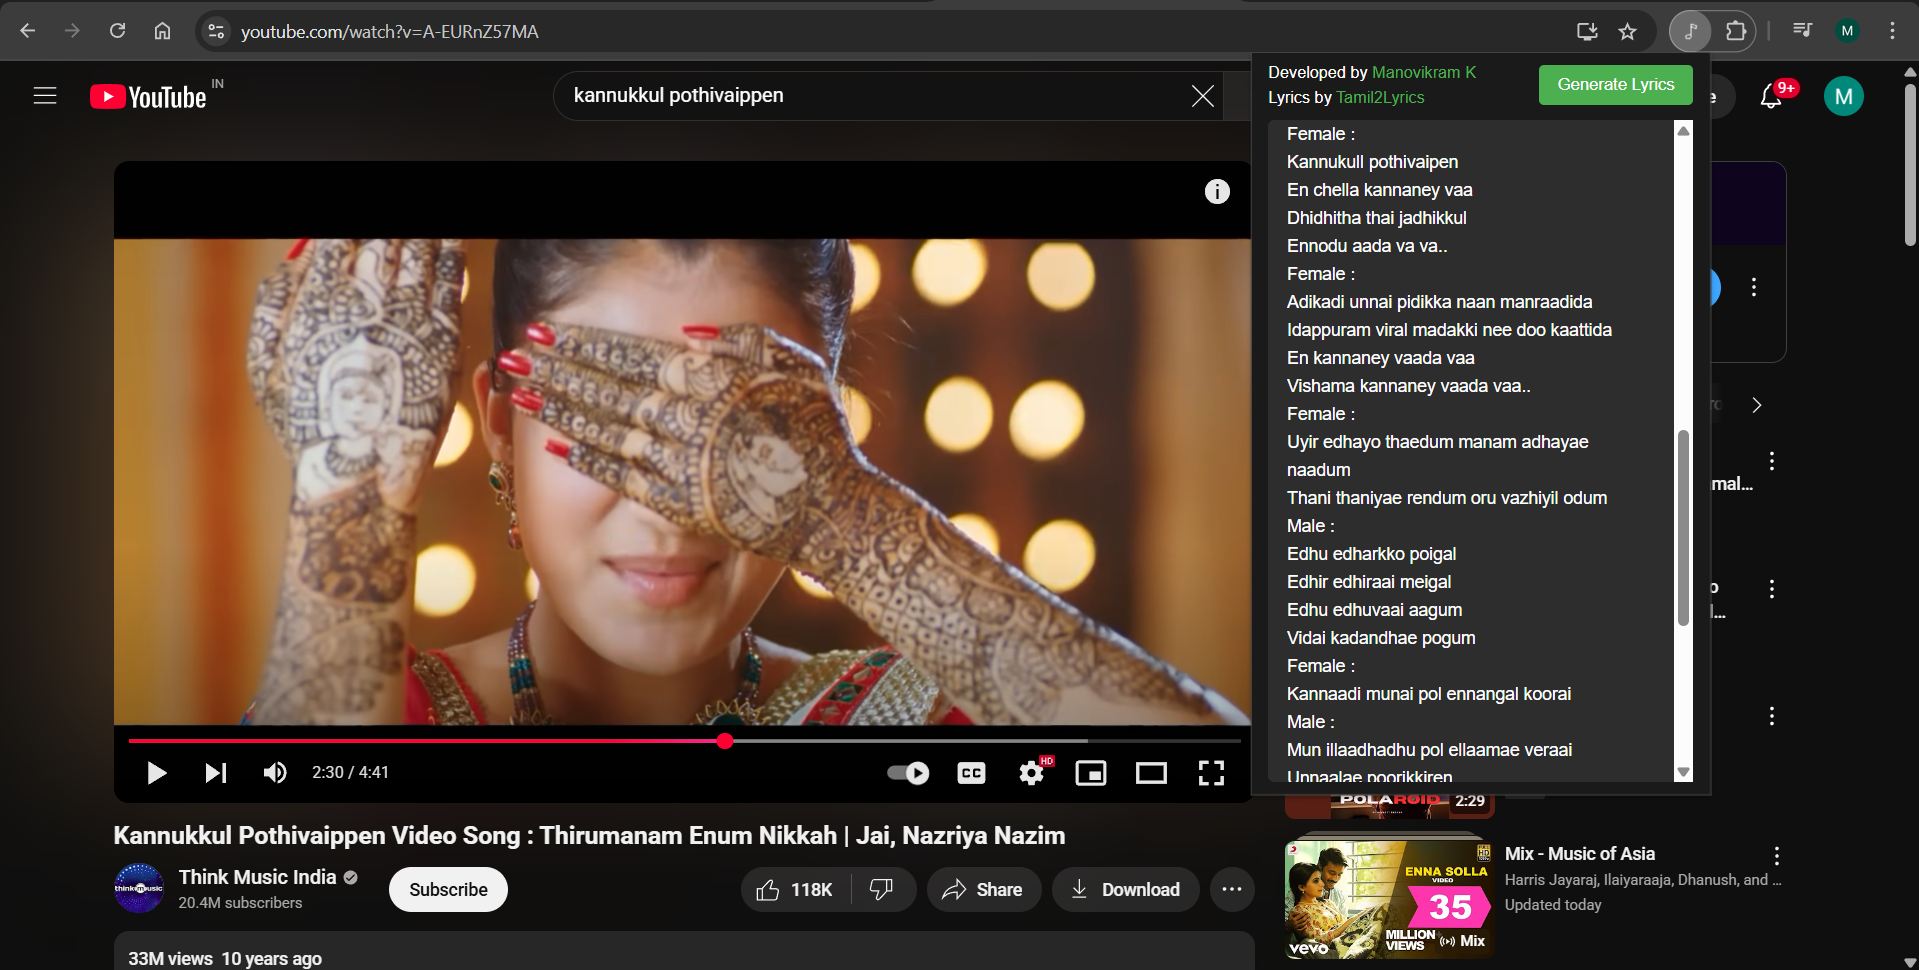 youtube.com/watch?v=A-EURnZ57MA
M
YouTube IN
kannukkul pothivaippen
9+
M
Developed by Manovikram K
Lyrics by Tamil2Lyrics
Generate Lyrics
Female :
Kannukull pothivaipen
En chella kannaney vaa
Dhidhitha thai jadhikkul
Ennodu aada va va..
Female :
Adikadi unnai pidikka naan manraadida
Idappuram viral madakki nee doo kaattida
En kannaney vaada vaa
Vishama kannaney vaada vaa..
Female :
Uyir edhayo thaedum manam adhayae
naadum
Thani thaniyae rendum oru vazhiyil odum
Male :
Edhu edharkko poigal
Edhir edhiraai meigal
Edhu edhuvaai aagum
Vidai kadandhae pogum
Female :
Kannaadi munai pol ennangal koorai
Male :
Mun illaadhadhu pol ellaamae veraai
Unnaalae poorikkiren
mal...
2:30 / 4:41
CC
HD
POLAROID
2:29
Kannukkul Pothivaippen Video Song : Thirumanam Enum Nikkah | Jai, Nazriya Nazim
thinkmusic
Think Music India
20.4M subscribers
Subscribe
118K
Share
Download
33M views 10 years ago
HD
ENNA SOLLA
VIDEO
35
MILLION
VIEWS
vevo
Mix
Mix - Music of Asia
Harris Jayaraj, Ilaiyaraaja, Dhanush, and ...
Updated today